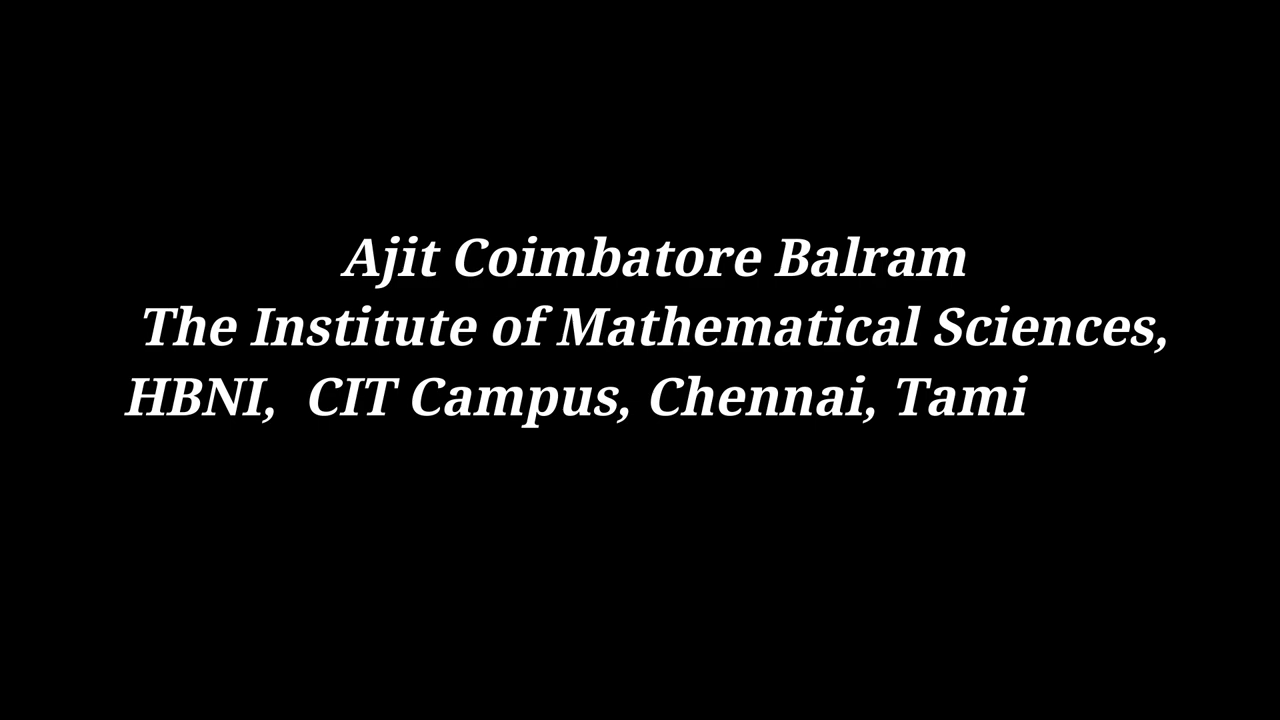 Ajit Coimbatore Balram
The Institute of Mathematical Sciences,
HBNI, CIT Campus, Chennai, Tami